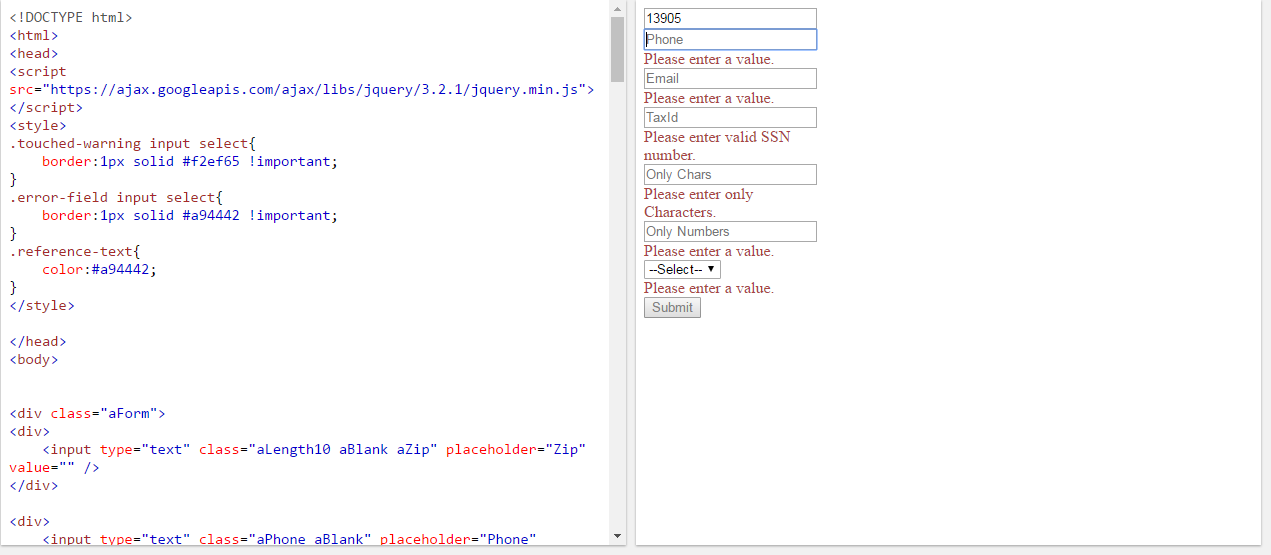 <!DOCTYPE html>
<html>
<head>
<script
src="https://ajax.googleapis.com/ajax/libs/jquery/3.2.1/jquery.min.js">
</script>
<style>
.touched-warning input select{
    border:1px solid #f2ef65 !important;
}
.error-field input select{
    border:1px solid #a94442 !important;
}
.reference-text{
    color:#a94442;
}
</style>
</head>
<body>
<div class="aForm">
<div>
    <input type="text" class="aLength10 aBlank aZip" placeholder="Zip"
value="" />
</div>
<div>
    <input type="text" class="aPhone aBlank" placeholder="Phone"
13905
Phone
Please enter a value.
Email
Please enter a value.
TaxId
Please enter valid SSN
number.
Only Chars
Please enter only
Characters.
Only Numbers
Please enter a value.
--Select--
Please enter a value.
Submit